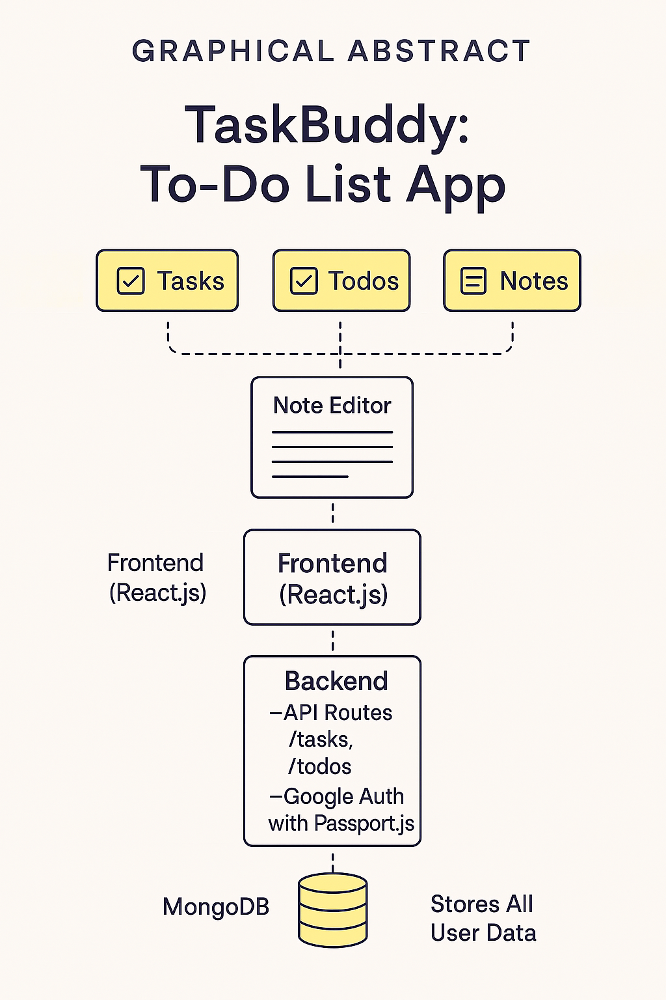 GRAPHICAL ABSTRACT
TaskBuddy:
To-Do List App
Tasks
Todos
Notes
Note Editor
Frontend
(React.js)
Frontend
(React.js)
Backend
–API Routes
/tasks,
/todos
–Google Auth
with Passport.js
MongoDB
Stores All
User Data